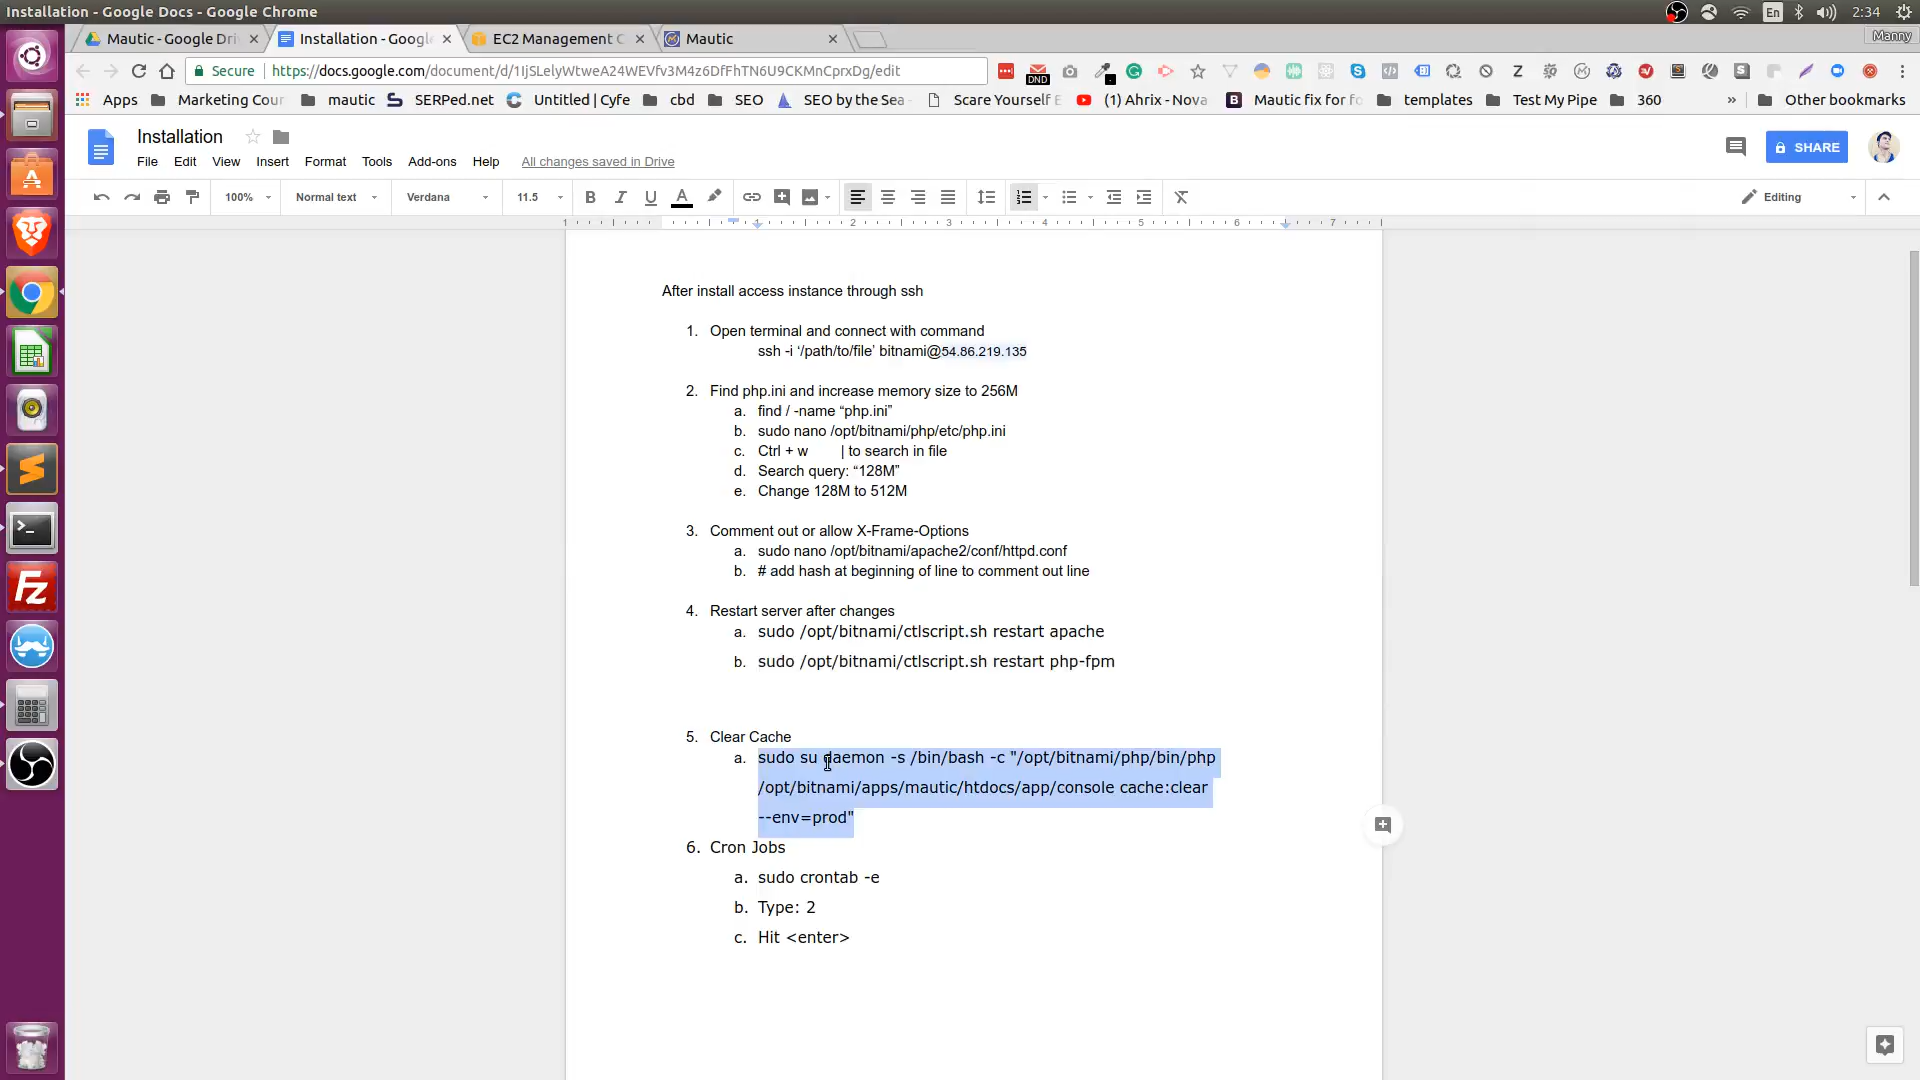 Installation - Google Docs - Google Chrome
En
2:34
Manny
Mautic - Google Dri
Installation - Google
EC2 Management C
Mautic
Secure
https://docs.google.com/document/d/1IjSLelyWtweA24WEVfv3M4z6DfFhTN6U9CKMnCprxDg/edit
DND
Apps
Marketing Cour
mautic
SERPed.net
Untitled | Cyfe
cbd
SEO
SEO by the Sea
Scare Yourself E
(1) Ahrix - Nova
Mautic fix for fo
templates
Test My Pipe
360
»
Other bookmarks
Installation
SHARE
File Edit View Insert Format Tools Add-ons Help All changes saved in Drive
100% Normal text Verdana 11.5 B I U A Editing
1 1 2 3 4 5 6 7
After install access instance through ssh
1. Open terminal and connect with command
ssh -i ‘/path/to/file’ bitnami@54.86.219.135
2. Find php.ini and increase memory size to 256M
a. find / -name “php.ini”
b. sudo nano /opt/bitnami/php/etc/php.ini
c. Ctrl + w | to search in file
d. Search query: “128M”
e. Change 128M to 512M
3. Comment out or allow X-Frame-Options
a. sudo nano /opt/bitnami/apache2/conf/httpd.conf
b. # add hash at beginning of line to comment out line
4. Restart server after changes
a. sudo /opt/bitnami/ctlscript.sh restart apache
b. sudo /opt/bitnami/ctlscript.sh restart php-fpm
5. Clear Cache
a. sudo su daemon -s /bin/bash -c "/opt/bitnami/php/bin/php
/opt/bitnami/apps/mautic/htdocs/app/console cache:clear
--env=prod"
6. Cron Jobs
a. sudo crontab -e
b. Type: 2
c. Hit <enter>